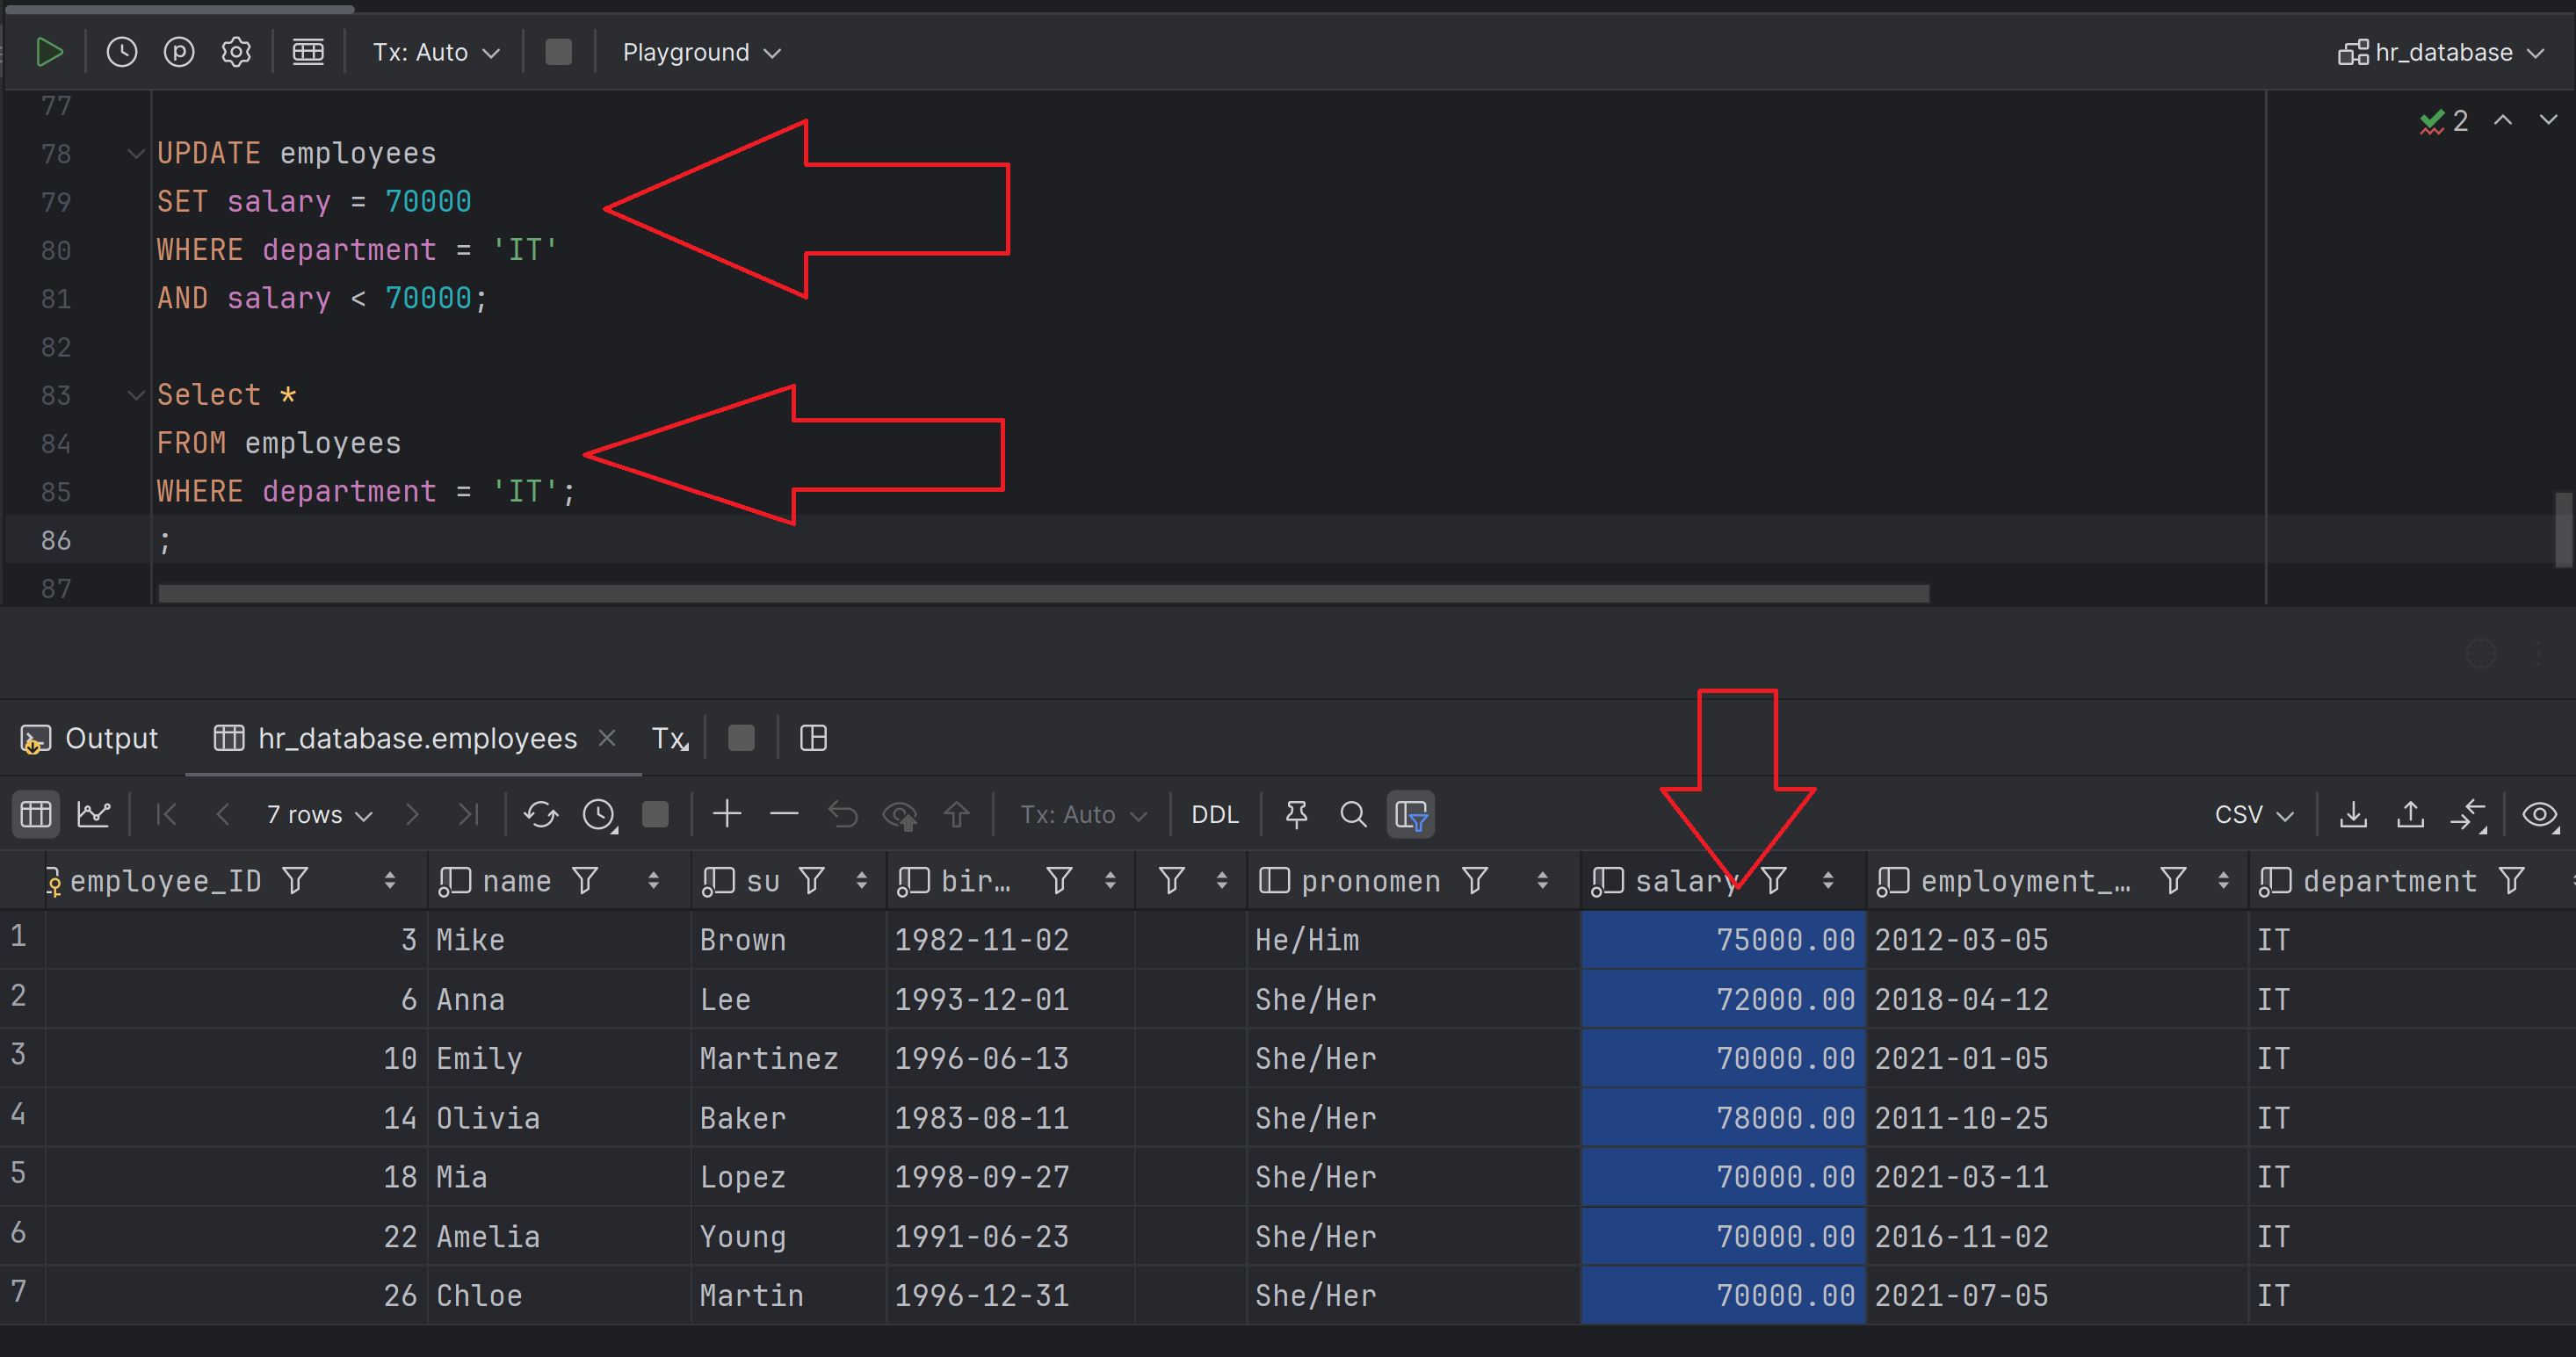 Tx: Auto Playground hr_database
77
2
78 UPDATE employees
79 SET salary = 70000
80 WHERE department = 'IT'
81 AND salary < 70000;
82
83 Select *
84 FROM employees
85 WHERE department = 'IT';
86 ;
87
Output hr_database.employees Tx
7 rows Tx: Auto DDL CSV
employee_ID name su bir… pronomen salary employment_… department
1 3 Mike Brown 1982-11-02 He/Him 75000.00 2012-03-05 IT
2 6 Anna Lee 1993-12-01 She/Her 72000.00 2018-04-12 IT
3 10 Emily Martinez 1996-06-13 She/Her 70000.00 2021-01-05 IT
4 14 Olivia Baker 1983-08-11 She/Her 78000.00 2011-10-25 IT
5 18 Mia Lopez 1998-09-27 She/Her 70000.00 2021-03-11 IT
6 22 Amelia Young 1991-06-23 She/Her 70000.00 2016-11-02 IT
7 26 Chloe Martin 1996-12-31 She/Her 70000.00 2021-07-05 IT